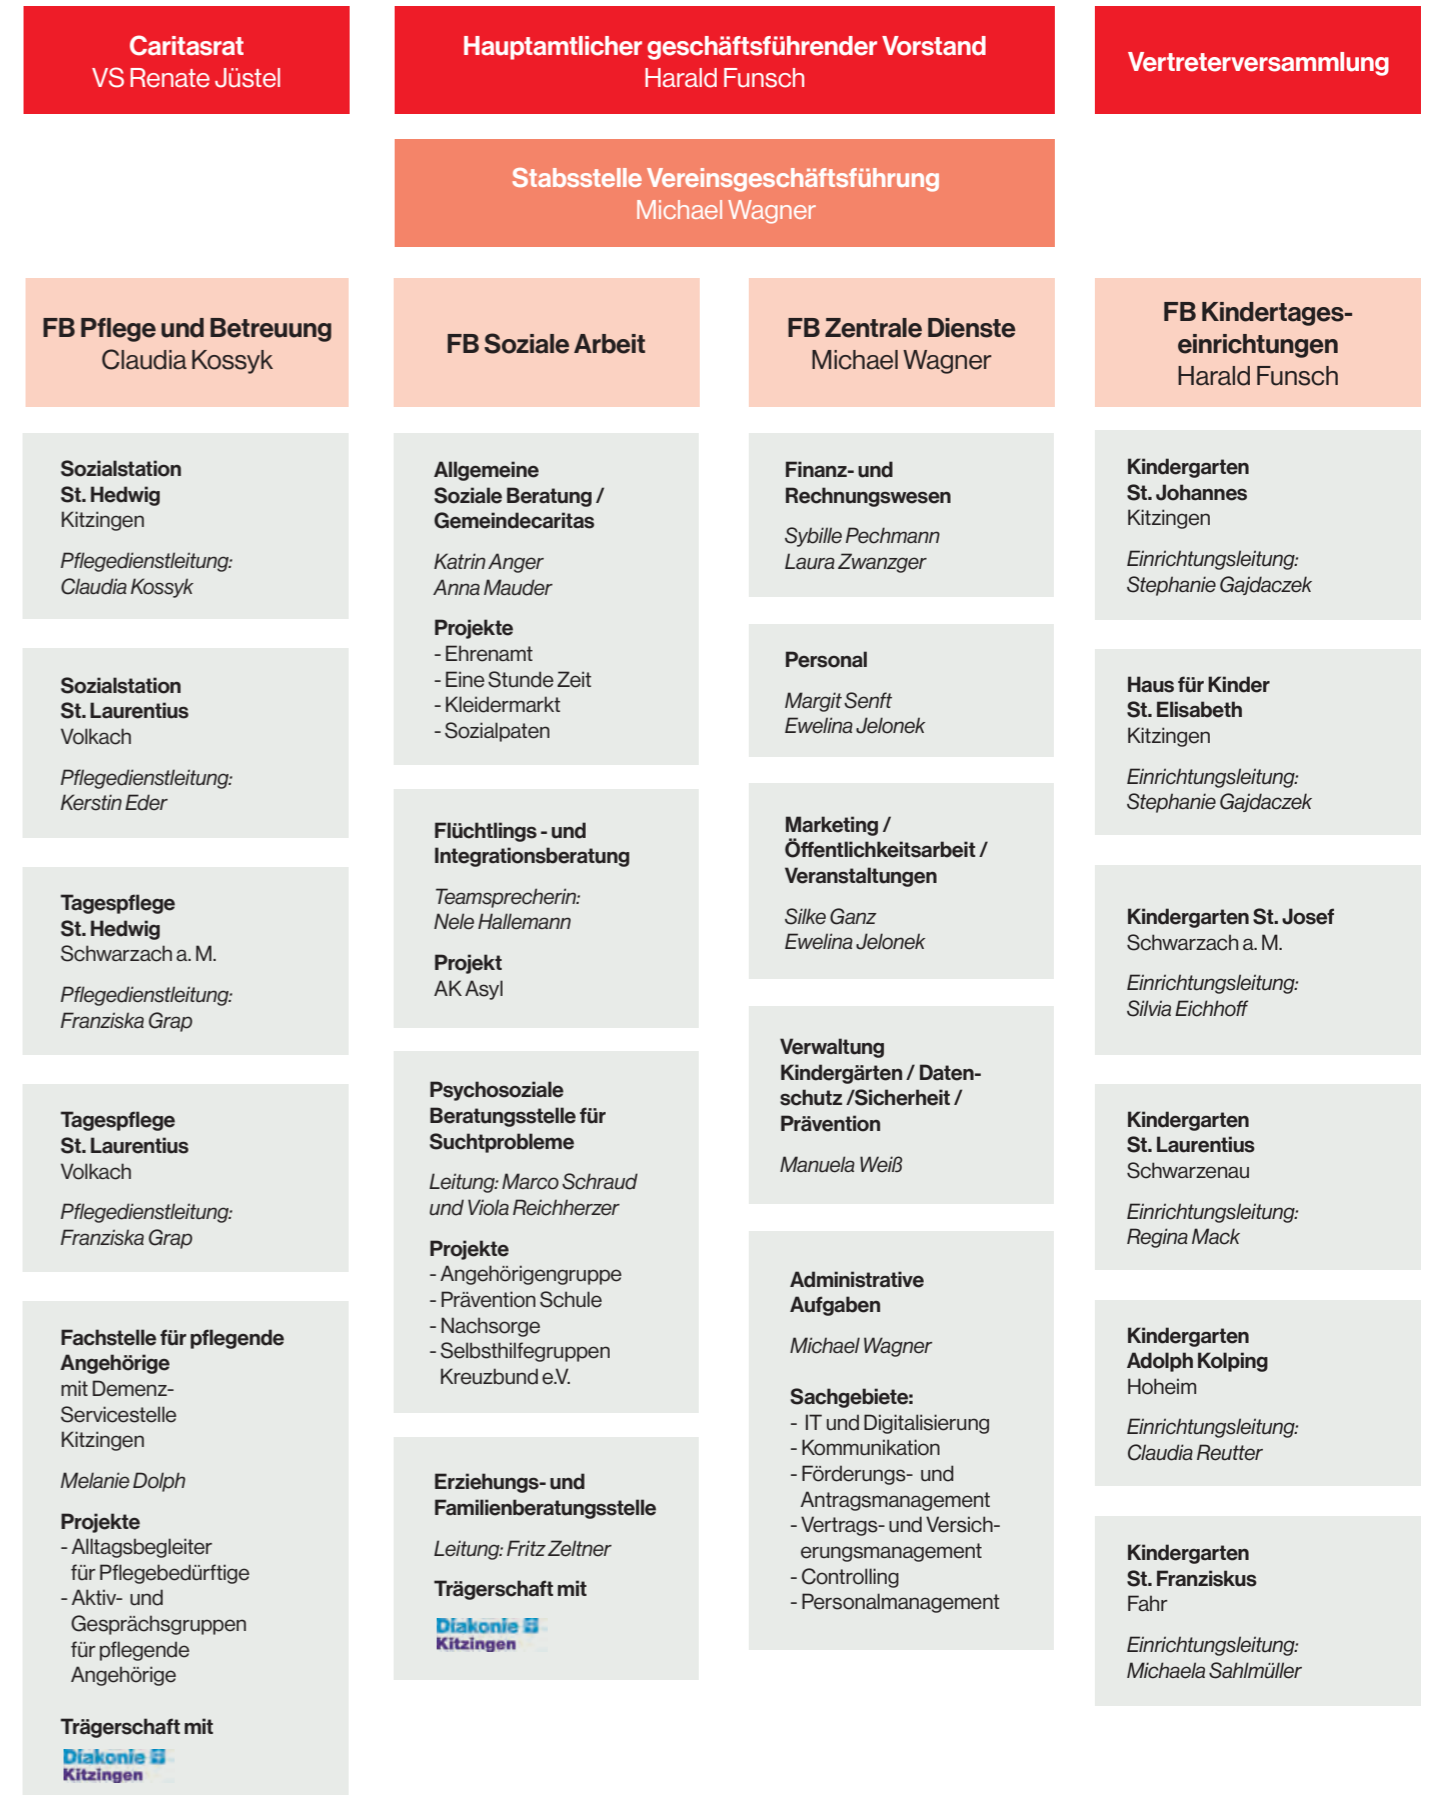 Caritasrat
VS Renate Jüstel
Hauptamtlicher geschäftsführender Vorstand
Harald Funsch
Vertreterversammlung
Stabsstelle Vereinsgeschäftsführung
Michael Wagner
FB Pflege und Betreuung
Claudia Kossyk
Sozialstation
St. Hedwig
Kitzingen
Pflegedienstleitung:
Claudia Kossyk
Sozialstation
St. Laurentius
Volkach
Pflegedienstleitung:
Kerstin Eder
Tagespflege
St. Hedwig
Schwarzach a. M.
Pflegedienstleitung:
Franziska Grap
Tagespflege
St. Laurentius
Volkach
Pflegedienstleitung:
Franziska Grap
Fachstelle für pflegende
Angehörige
mit Demenz-
Servicestelle
Kitzingen
Melanie Dolph
Projekte
- Alltagsbegleiter
für Pflegebedürftige
- Aktiv- und
Gesprächsgruppen
für pflegende
Angehörige
Trägerschaft mit
Diakonie
Kitzingen
FB Soziale Arbeit
Allgemeine
Soziale Beratung /
Gemeindecaritas
Katrin Anger
Anna Mauder
Projekte
- Ehrenamt
- Eine Stunde Zeit
- Kleidermarkt
- Sozialpaten
Flüchtlings - und
Integrationsberatung
Teamsprecherin:
Nele Hallemann
Projekt
AK Asyl
Psychosoziale
Beratungsstelle für
Suchtprobleme
Leitung: Marco Schraud
und Viola Reichherzer
Projekte
- Angehörigengruppe
- Prävention Schule
- Nachsorge
- Selbsthilfegruppen
Kreuzbund e.V.
Erziehungs- und
Familienberatungsstelle
Leitung: Fritz Zeltner
Trägerschaft mit
Diakonie
Kitzingen
FB Zentrale Dienste
Michael Wagner
Finanz- und
Rechnungswesen
Sybille Pechmann
Laura Zwanzger
Personal
Margit Senft
Ewelina Jelonek
Marketing /
Öffentlichkeitsarbeit /
Veranstaltungen
Silke Ganz
Ewelina Jelonek
Verwaltung
Kindergärten / Daten-
schutz /Sicherheit /
Prävention
Manuela Weiß
Administrative
Aufgaben
Michael Wagner
Sachgebiete:
- IT und Digitalisierung
- Kommunikation
- Förderungs- und
Antragsmanagement
- Vertrags- und Versich-
erungsmanagement
- Controlling
- Personalmanagement
FB Kindertages-
einrichtungen
Harald Funsch
Kindergarten
St. Johannes
Kitzingen
Einrichtungsleitung:
Stephanie Gajdaczek
Haus für Kinder
St. Elisabeth
Kitzingen
Einrichtungsleitung:
Stephanie Gajdaczek
Kindergarten St. Josef
Schwarzach a. M.
Einrichtungsleitung:
Silvia Eichhoff
Kindergarten
St. Laurentius
Schwarzenau
Einrichtungsleitung:
Regina Mack
Kindergarten
Adolph Kolping
Hoheim
Einrichtungsleitung:
Claudia Reutter
Kindergarten
St. Franziskus
Fahr
Einrichtungsleitung:
Michaela Sahlmüller